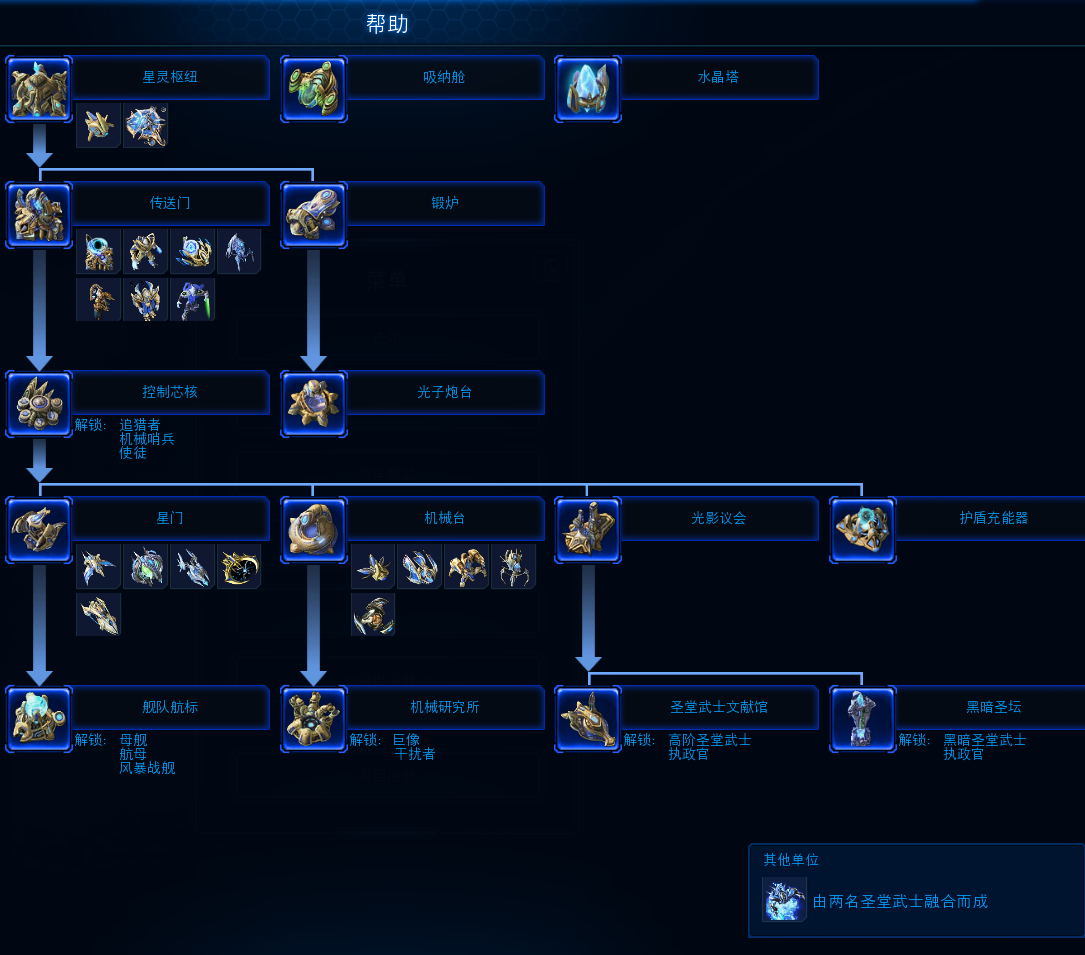 帮助
星灵枢纽
吸纳舱
水晶塔
传送门
锻炉
控制芯核
光子炮台
解锁: 追猎者
机械哨兵
使徒
星门
机械台
光影议会
护盾充能器
舰队航标
机械研究所
圣堂武士文献馆
黑暗圣坛
解锁: 母舰
航母
风暴战舰
解锁: 巨像
干扰者
解锁: 高阶圣堂武士
执政官
解锁: 黑暗圣堂武士
执政官
其他单位
由两名圣堂武士融合而成